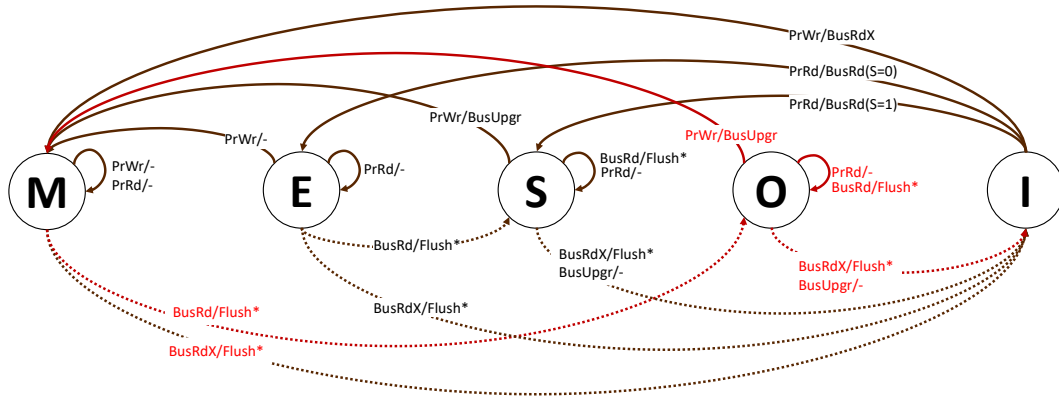 PrWr/BusRdX
PrRd/BusRd(S=0)
PrRd/BusRd(S=1)
PrWr/BusUpgr
PrWr/-
PrWr/BusUpgr
PrWr/-
PrRd/-
PrRd/-
BusRd/Flush*
PrRd/-
PrRd/-
BusRd/Flush*
M
E
S
O
I
BusRd/Flush*
BusRdX/Flush*
BusUpgr/-
BusRdX/Flush*
BusUpgr/-
BusRd/Flush*
BusRdX/Flush*
BusRdX/Flush*